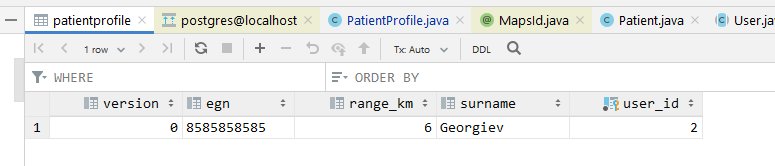 patientprofile postgres@localhost PatientProfile.java MapsId.java Patient.java User.j
1 row Tx: Auto DDL
WHERE ORDER BY
version egn range_km surname user_id
1 0 8585858585 6 Georgiev 2